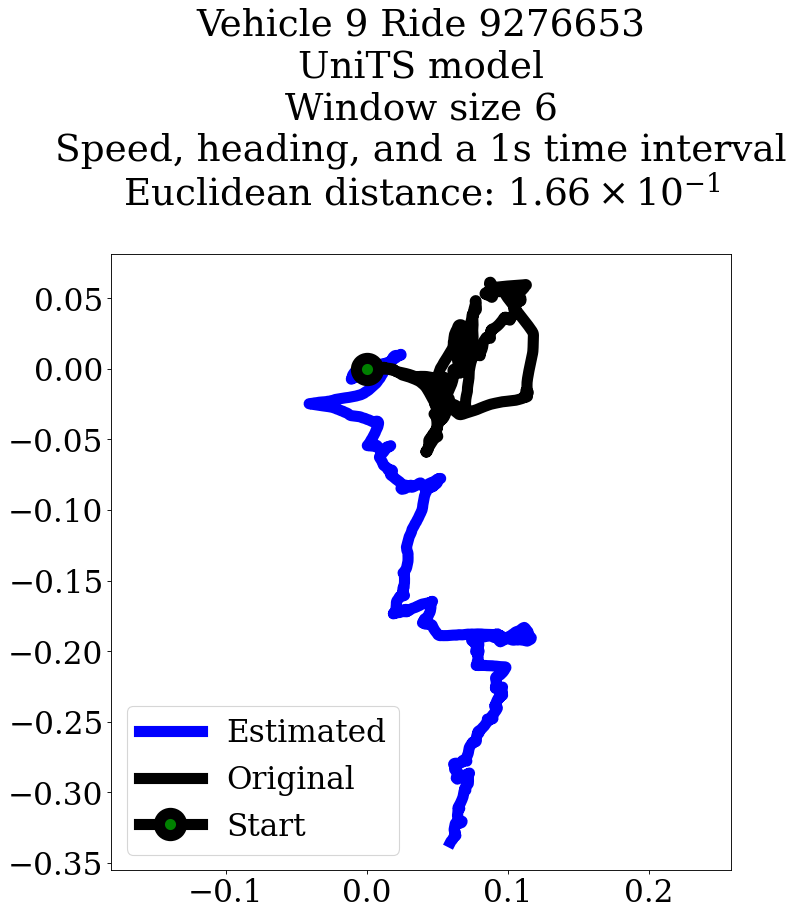 Vehicle 9 Ride 9276653
UniTS model
Window size 6
Speed, heading, and a 1s time interval
Euclidean distance: 1.66 × 10⁻¹
0.05
0.00
−0.05
−0.10
−0.15
−0.20
−0.25
−0.30
−0.35
Estimated
Original
Start
−0.1
0.0
0.1
0.2